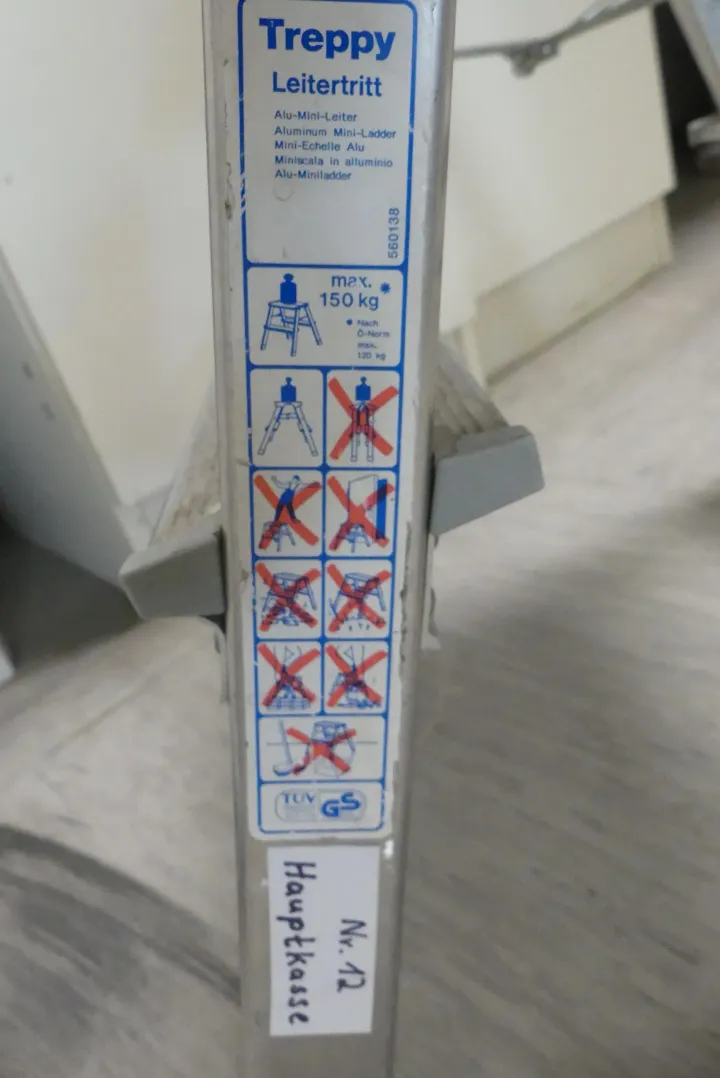 Treppy
Leitertritt
Alu-Mini-Leiter
Aluminum Mini-Ladder
Mini-Echelle Alu
Miniscala in alluminio
Alu-Miniladder
560138
max.
150 kg *
* Nach
Ö-Norm
max.
120 kg
TÜV
GS
Nr. 12
Hauptkasse